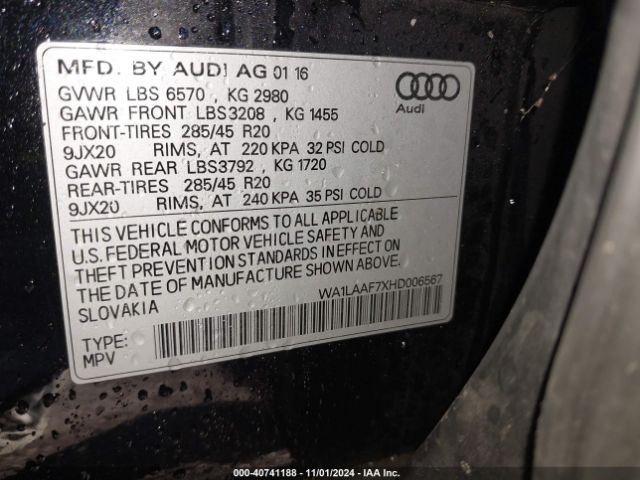 MFD. BY AUDI AG 01 16
GVWR LBS 6570 , KG 2980
GAWR FRONT LBS3208 , KG 1455
FRONT-TIRES 285/45 R20
9JX20 RIMS, AT 220 KPA 32 PSI COLD
GAWR REAR LBS3792 , KG 1720
REAR-TIRES 285/45 R20
9JX20 RIMS, AT 240 KPA 35 PSI COLD
Audi
THIS VEHICLE CONFORMS TO ALL APPLICABLE
U.S. FEDERAL MOTOR VEHICLE SAFETY AND
THEFT PREVENTION STANDARDS IN EFFECT ON
THE DATE OF MANUFACTURE SHOWN ABOVE.
SLOVAKIA
WA1LAAF7XHD006567
TYPE:
MPV
000-40741188 - 11/01/2024 - IAA Inc.